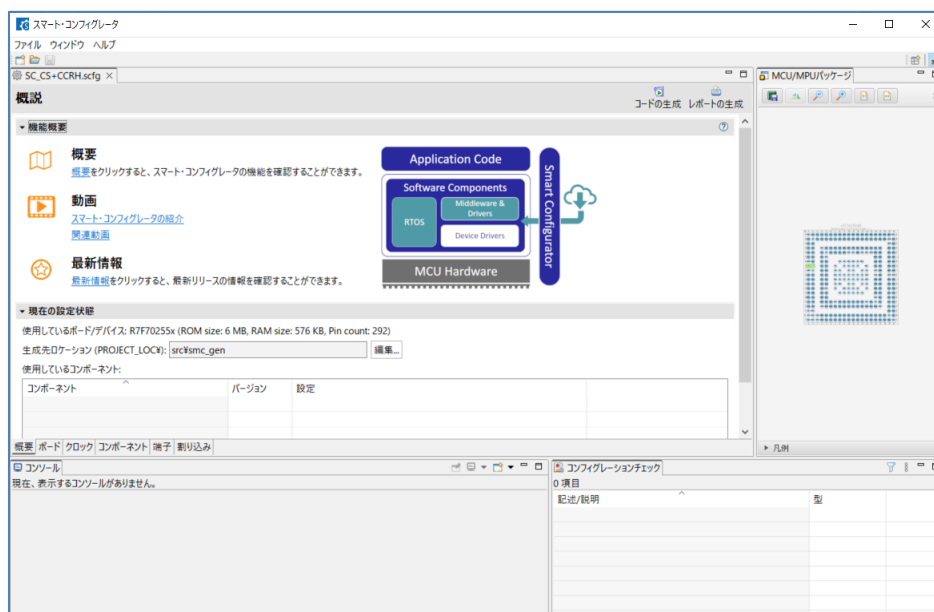 スマート・コンフィグレータ
ファイル ウィンドウ ヘルプ
SC_CS+CCRH.scfg
概説
コードの生成 レポートの生成
機能概要
概要
概要をクリックすると、スマート・コンフィグレータの機能を確認することができます。
動画
スマート・コンフィグレータの紹介
関連動画
最新情報
最新情報をクリックすると、最新リリースの情報を確認することができます。
Application Code
Software Components
RTOS
Middleware &
Drivers
Device Drivers
MCU Hardware
Smart Configurator
現在の設定状態
使用しているボード/デバイス: R7F70255x (ROM size: 6 MB, RAM size: 576 KB, Pin count: 292)
生成先ロケーション (PROJECT_LOC¥): src¥smc_gen 編集...
使用しているコンポーネント:
コンポーネント バージョン 設定
概要 ボード クロック コンポーネント 端子 割り込み
MCU/MPUパッケージ
凡例
コンソール
現在、表示するコンソールがありません。
コンフィグレーションチェック
0 項目
記述/説明 型